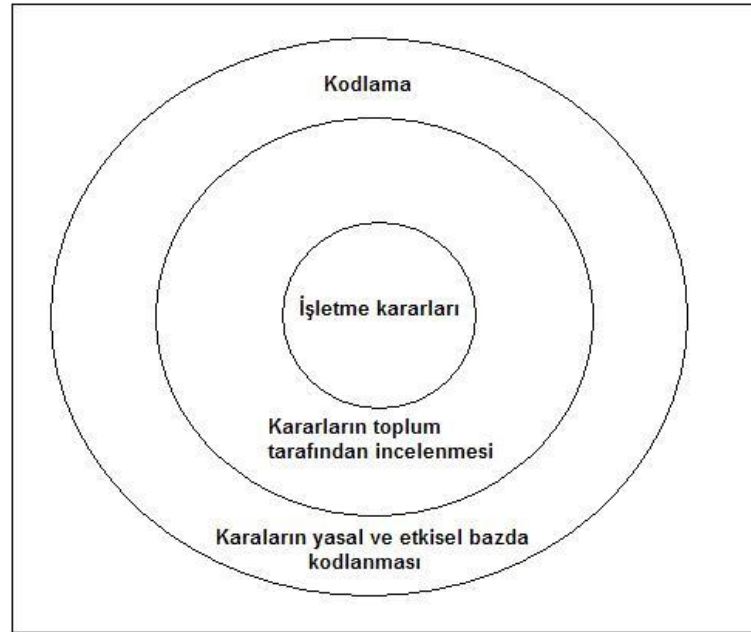 Kodlama
İşletme kararları
Kararların toplum
tarafından incelenmesi
Karaların yasal ve etkisel bazda
kodlanması